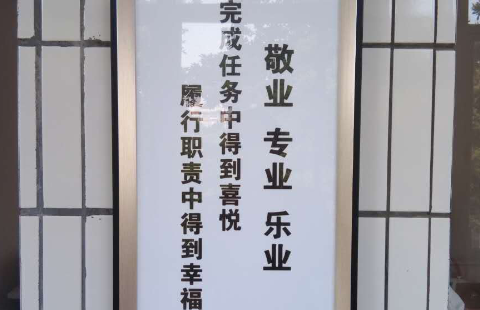 敬业 专业 乐业
完成任务中得到喜悦
履行职责中得到幸福